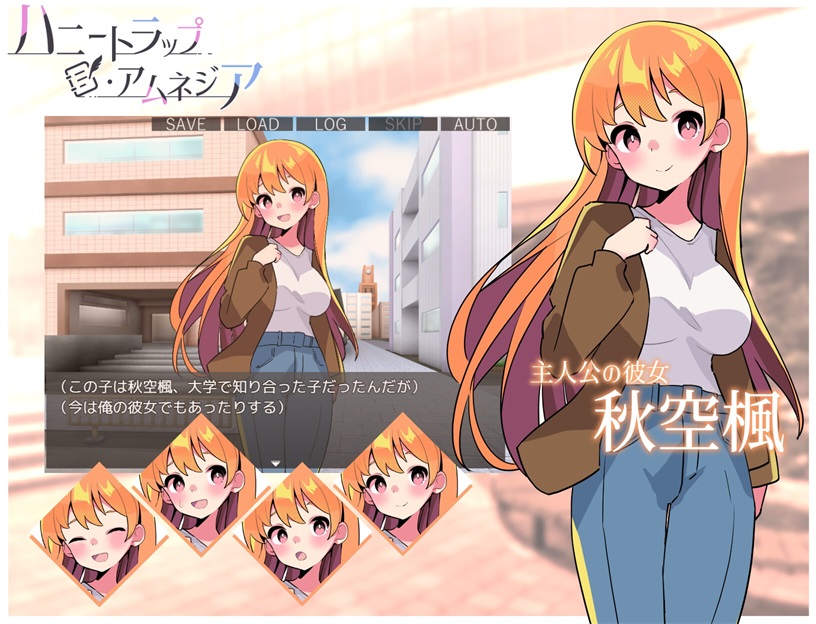 ハニートラップ
・アムネジア
SAVE LOAD LOG SKIP AUTO
(この子は秋空楓、大学で知り合った子だったんだが)
(今は俺の彼女でもあったりする)
主人公の彼女
秋空楓